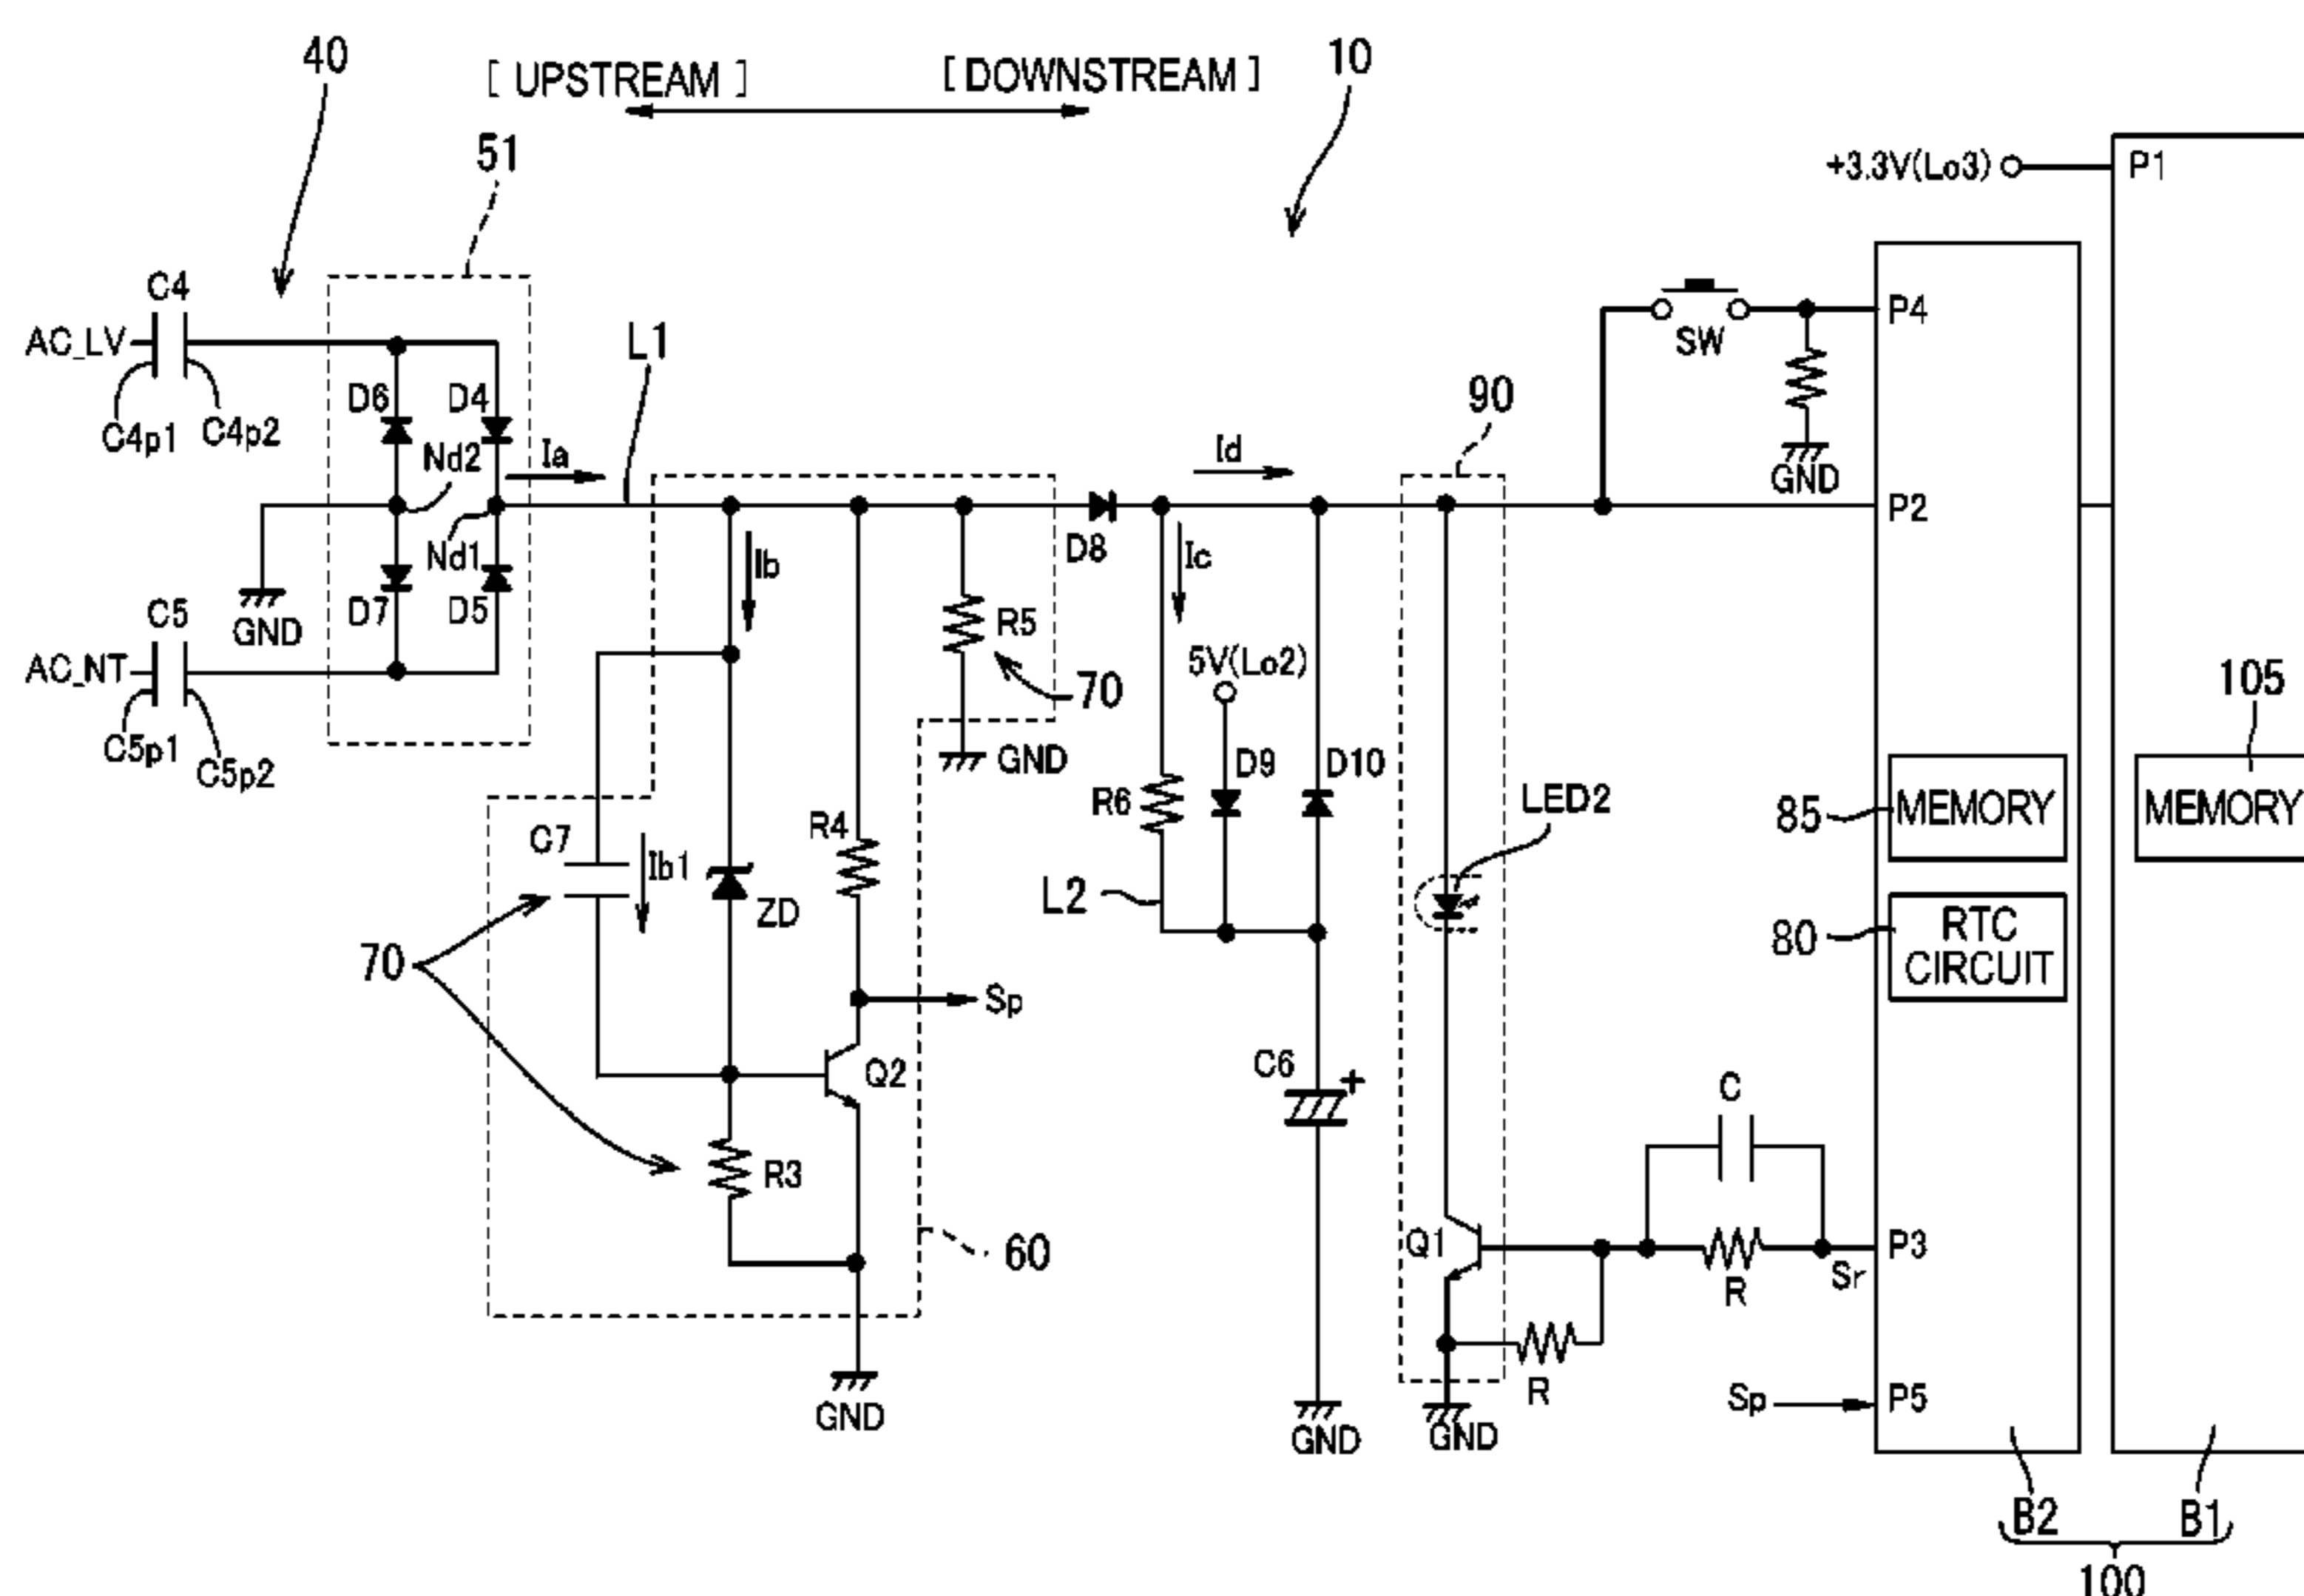 40
[ UPSTREAM ]
[ DOWNSTREAM ]
10
51
+3.3V(Lo3)
P1
C4
AC_LV
L1
SW
P4
D6
D4
C4p1
C4p2
Nd2
Ia
Id
90
GND
P2
Nd1
Ib
D8
Ic
C5
GND
D7
D5
R5
AC_NT
5V(Lo2)
70
105
C5p1
C5p2
GND
D9
D10
R6
LED2
85
MEMORY
MEMORY
C7
R4
Ib1
ZD
L2
80
RTC
CIRCUIT
70
Sp
Q2
C6
+
C
R3
Q1
P3
60
R
Sr
R
Sp
P5
GND
GND
GND
B2
B1
100